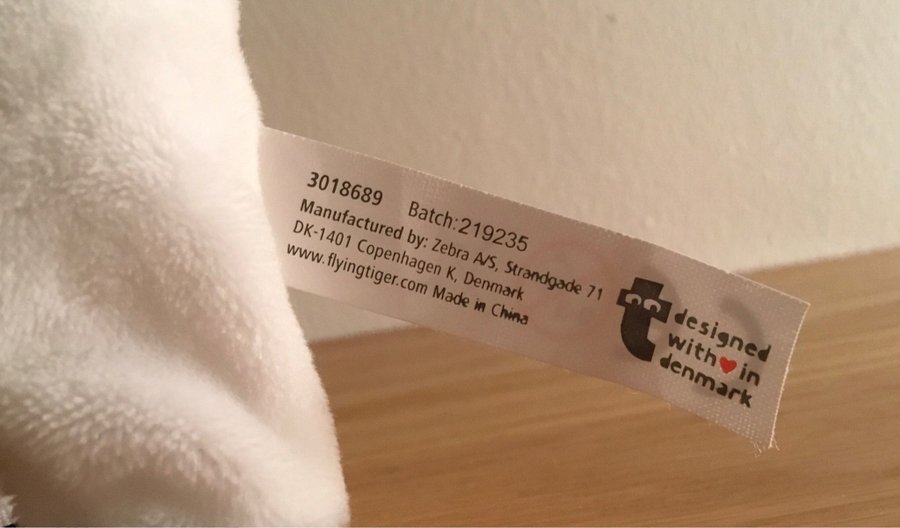 3018689 Batch:219235
Manufactured by: Zebra A/S, Strandgade 71
DK-1401 Copenhagen K, Denmark
www.flyingtiger.com Made in China
t
designed
with♥in
denmark